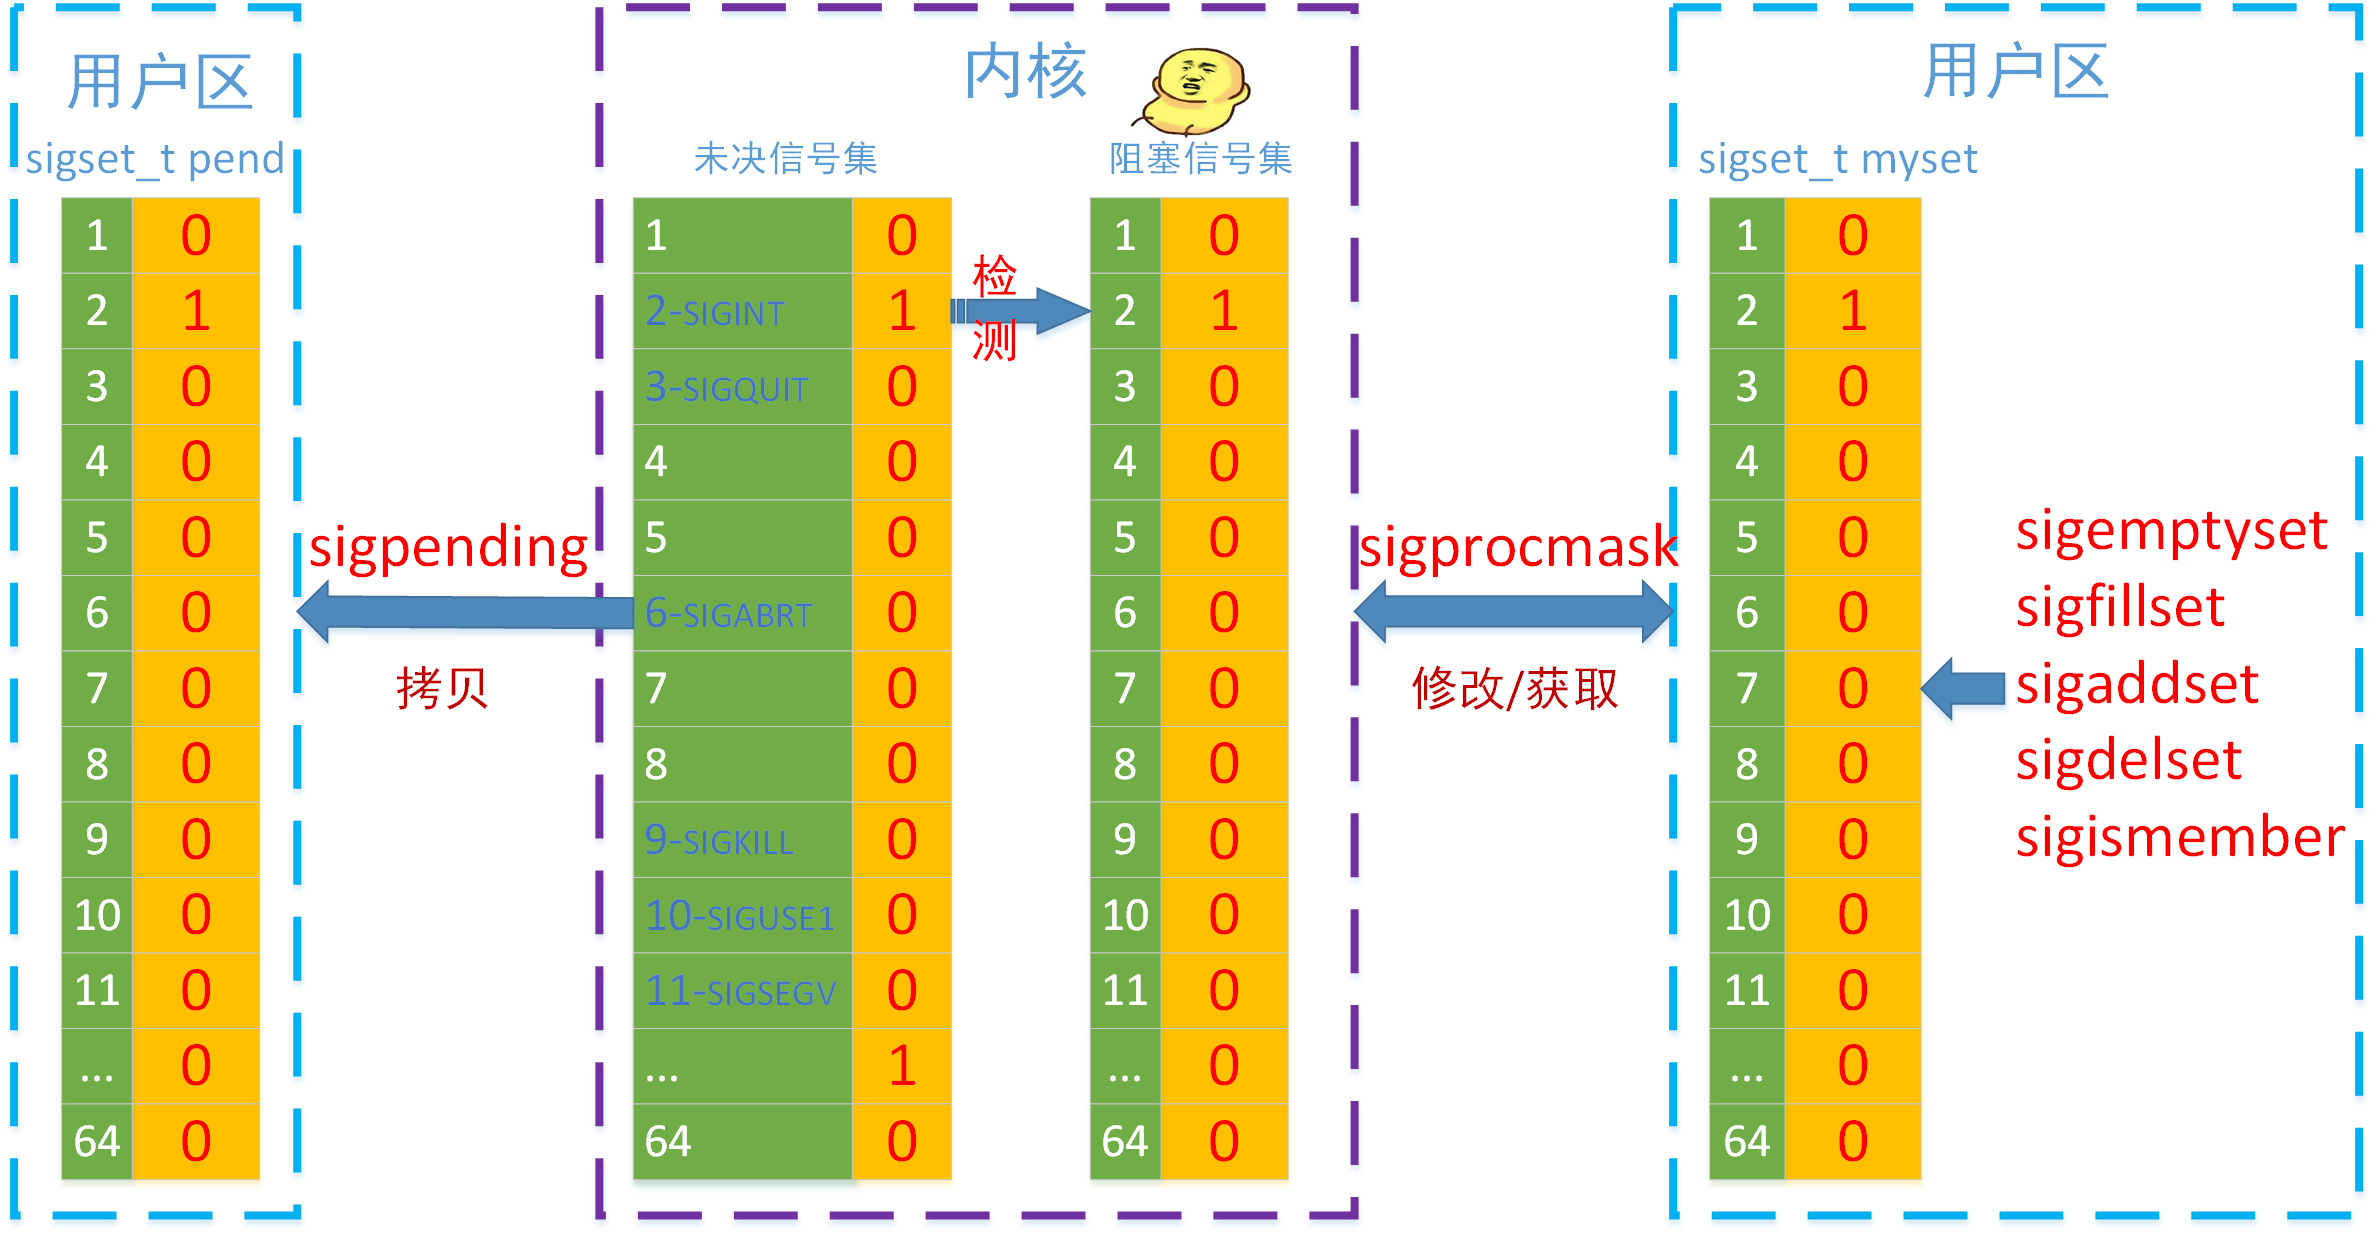 用户区
sigset_t pend
1 0
2 1
3 0
4 0
5 0
6 0
7 0
8 0
9 0
10 0
11 0
... 0
64 0
sigpending
拷贝
内核
未决信号集
1 0
2-SIGINT 1
3-SIGQUIT 0
4 0
5 0
6-SIGABRT 0
7 0
8 0
9-SIGKILL 0
10-SIGUSE1 0
11-SIGSEGV 0
... 1
64 0
检
测
阻塞信号集
1 0
2 1
3 0
4 0
5 0
6 0
7 0
8 0
9 0
10 0
11 0
... 0
64 0
sigprocmask
修改/获取
用户区
sigset_t myset
1 0
2 1
3 0
4 0
5 0
6 0
7 0
8 0
9 0
10 0
11 0
... 0
64 0
sigemptyset
sigfillset
sigaddset
sigdelset
sigismember